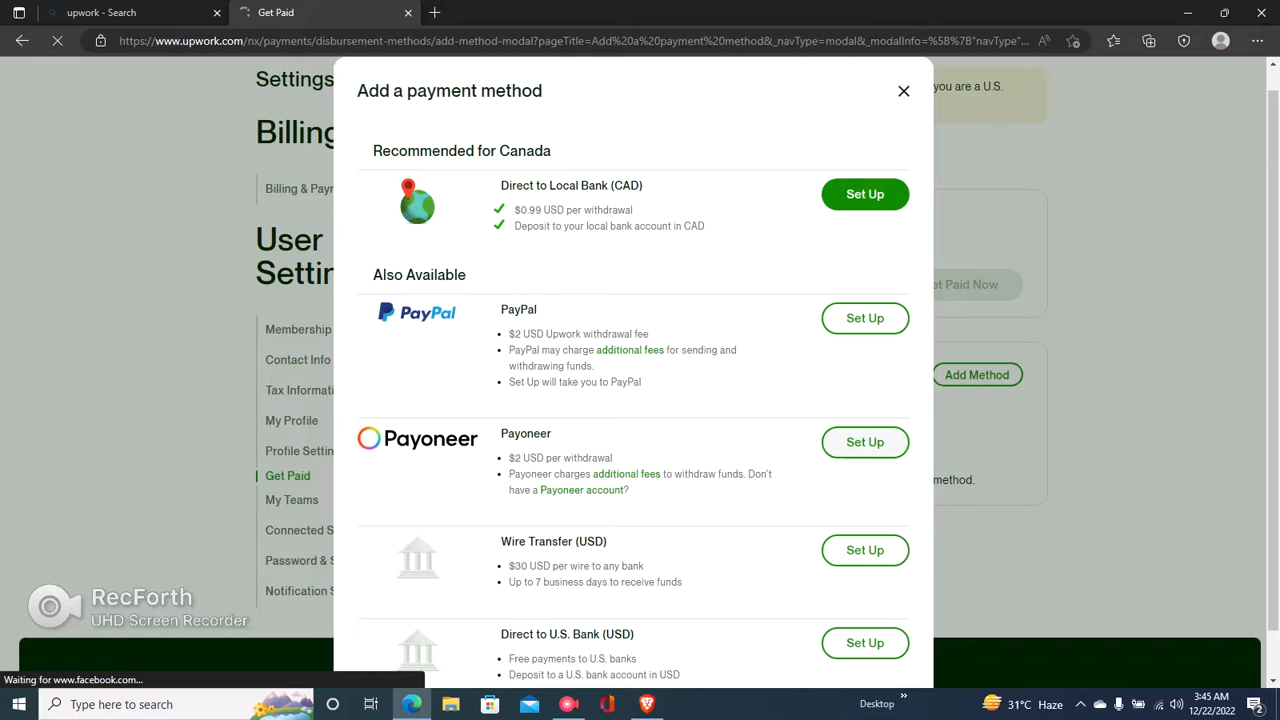 upwork - Search
Get Paid
https://www.upwork.com/nx/payments/disbursement-methods/add-method-modal?pageTitle=Add%20a%20payment%20method&_navType=modal&_modalInfo=%5B%7B"navType"...
Settings
Billing
Billing & Payr
User
Settin
Membership
Contact Info
Tax Informati
My Profile
Profile Settin
Get Paid
My Teams
Connected S
Password & S
Notification S
you are a U.S.
et Paid Now
Add Method
method.
Add a payment method
Recommended for Canada
Direct to Local Bank (CAD)
$0.99 USD per withdrawal
Deposit to your local bank account in CAD
Set Up
Also Available
PayPal
PayPal
$2 USD Upwork withdrawal fee
PayPal may charge additional fees for sending and
withdrawing funds.
Set Up will take you to PayPal
Set Up
Payoneer
Payoneer
$2 USD per withdrawal
Payoneer charges additional fees to withdraw funds. Don't
have a Payoneer account?
Set Up
Wire Transfer (USD)
$30 USD per wire to any bank
Up to 7 business days to receive funds
Set Up
Direct to U.S. Bank (USD)
Free payments to U.S. banks
Deposit to a U.S. bank account in USD
Set Up
RecForth
UHD Screen Recorder
Waiting for www.facebook.com...
Type here to search
Desktop
31°C Haze
3:45 AM
12/22/2022
2